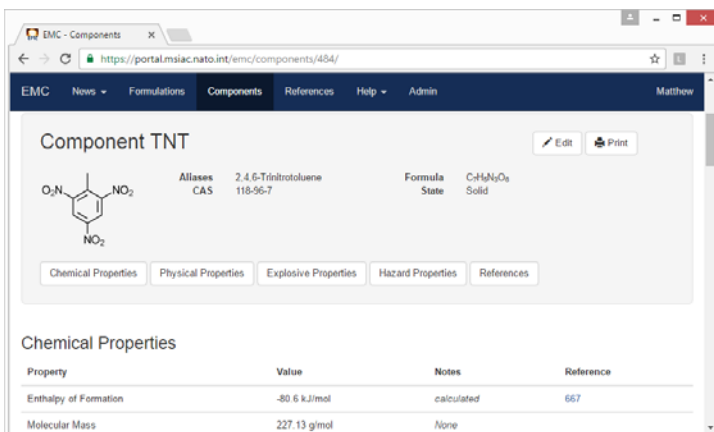 EMC - Components
https://portal.msiac.nato.int/emc/components/484/
EMC News Formulations Components References Help Admin Matthew
Component TNT
Edit Print
O₂N NO₂ NO₂
Aliases 2,4,6-Trinitrotoluene Formula C₇H₅N₃O₆
CAS 118-96-7 State Solid
Chemical Properties Physical Properties Explosive Properties Hazard Properties References
Chemical Properties
Property Value Notes Reference
Enthalpy of Formation -80.6 kJ/mol calculated 667
Molecular Mass 227.13 g/mol None